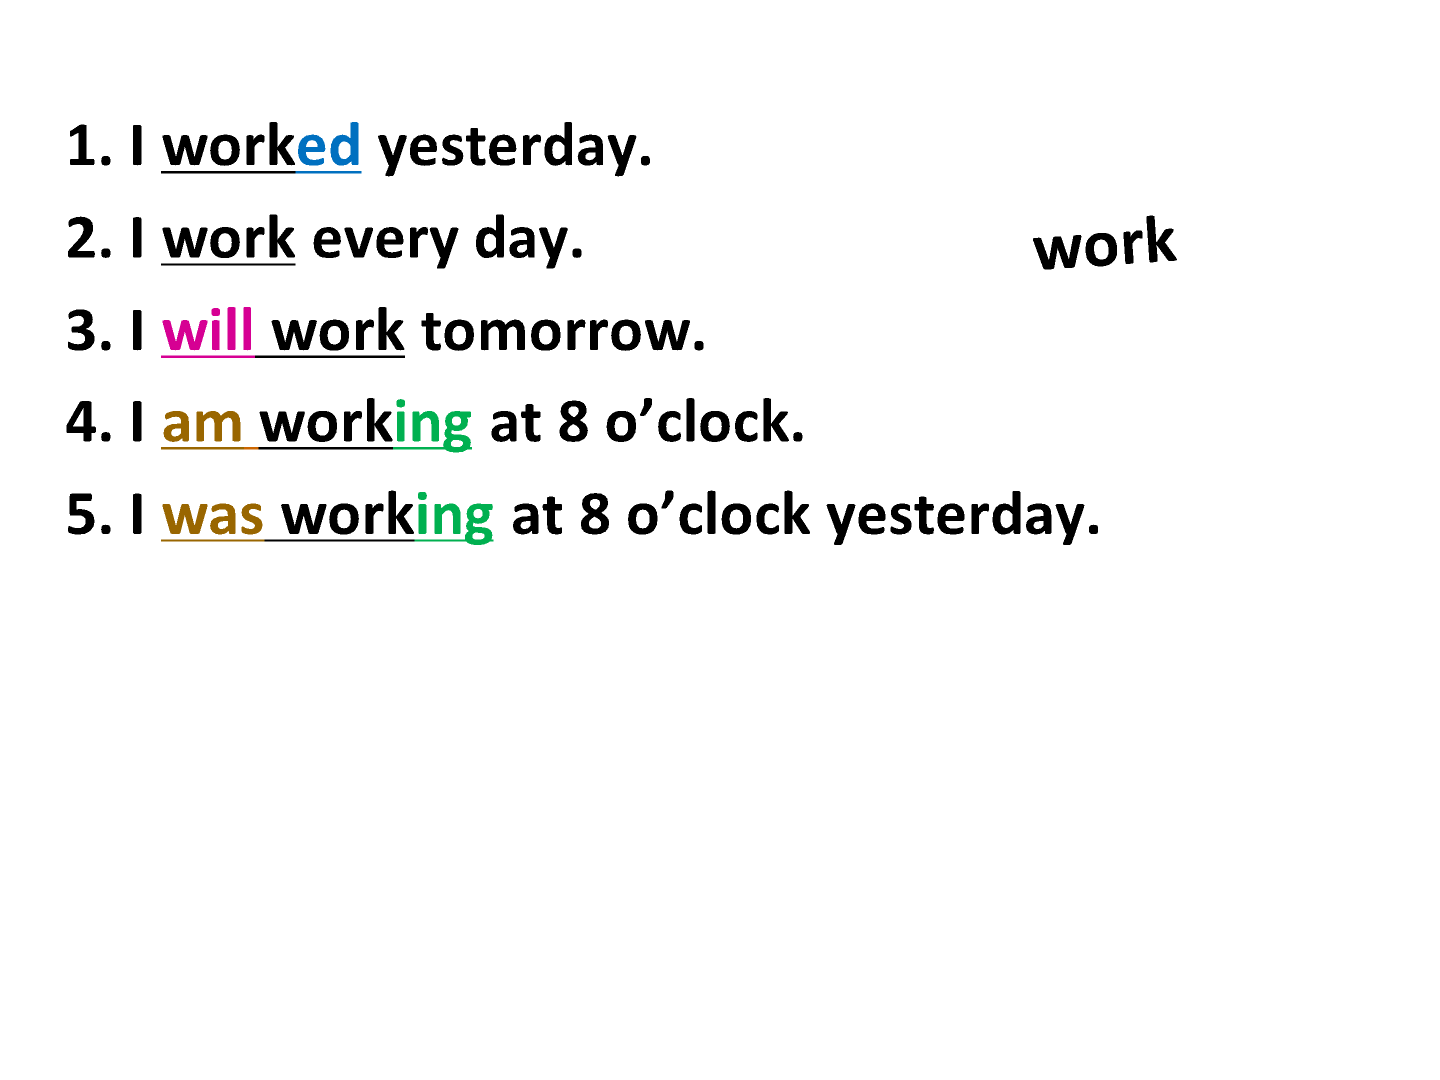 1. I worked yesterday.
2. I work every day.
work
3. I will work tomorrow.
4. I am working at 8 o’clock.
5. I was working at 8 o’clock yesterday.